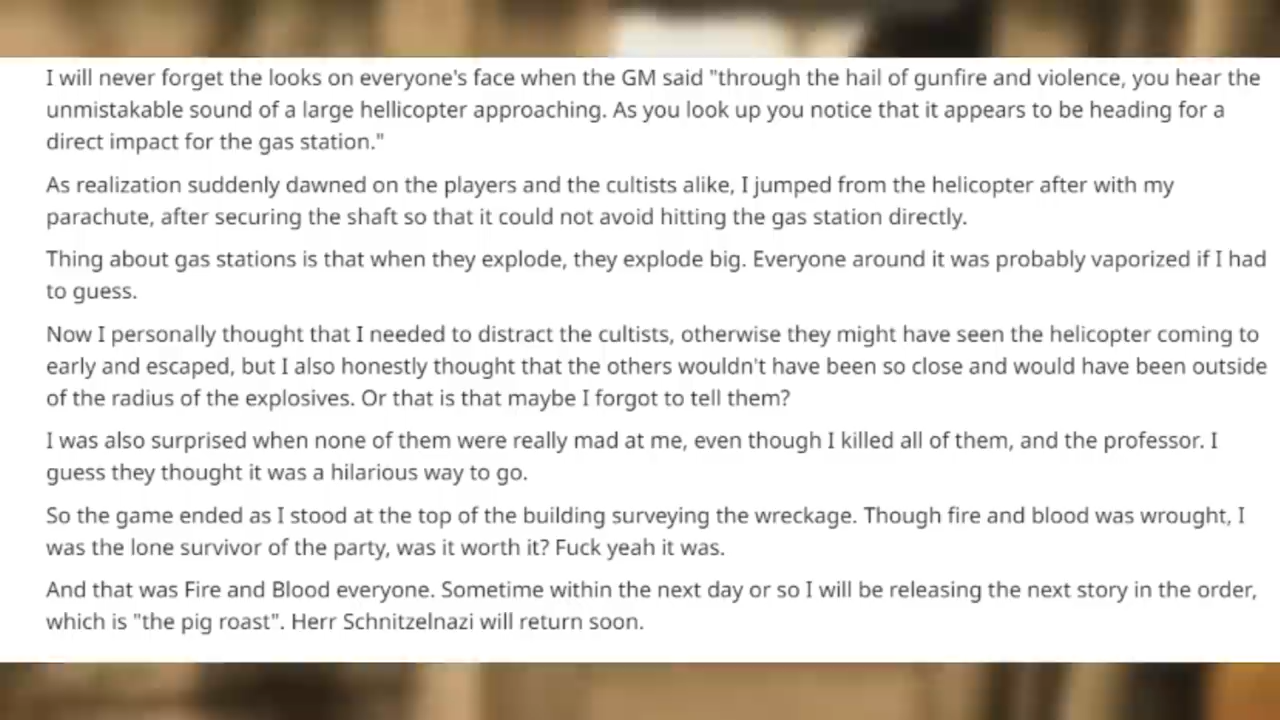 I will never forget the looks on everyone's face when the GM said "through the hail of gunfire and violence, you hear the
unmistakable sound of a large hellicopter approaching. As you look up you notice that it appears to be heading for a
direct impact for the gas station."
As realization suddenly dawned on the players and the cultists alike, I jumped from the helicopter after with my
parachute, after securing the shaft so that it could not avoid hitting the gas station directly.
Thing about gas stations is that when they explode, they explode big. Everyone around it was probably vaporized if I had
to guess.
Now I personally thought that I needed to distract the cultists, otherwise they might have seen the helicopter coming to
early and escaped, but I also honestly thought that the others wouldn't have been so close and would have been outside
of the radius of the explosives. Or that is that maybe I forgot to tell them?
I was also surprised when none of them were really mad at me, even though I killed all of them, and the professor. I
guess they thought it was a hilarious way to go.
So the game ended as I stood at the top of the building surveying the wreckage. Though fire and blood was wrought, I
was the lone survivor of the party, was it worth it? Fuck yeah it was.
And that was Fire and Blood everyone. Sometime within the next day or so I will be releasing the next story in the order,
which is "the pig roast". Herr Schnitzelnazi will return soon.